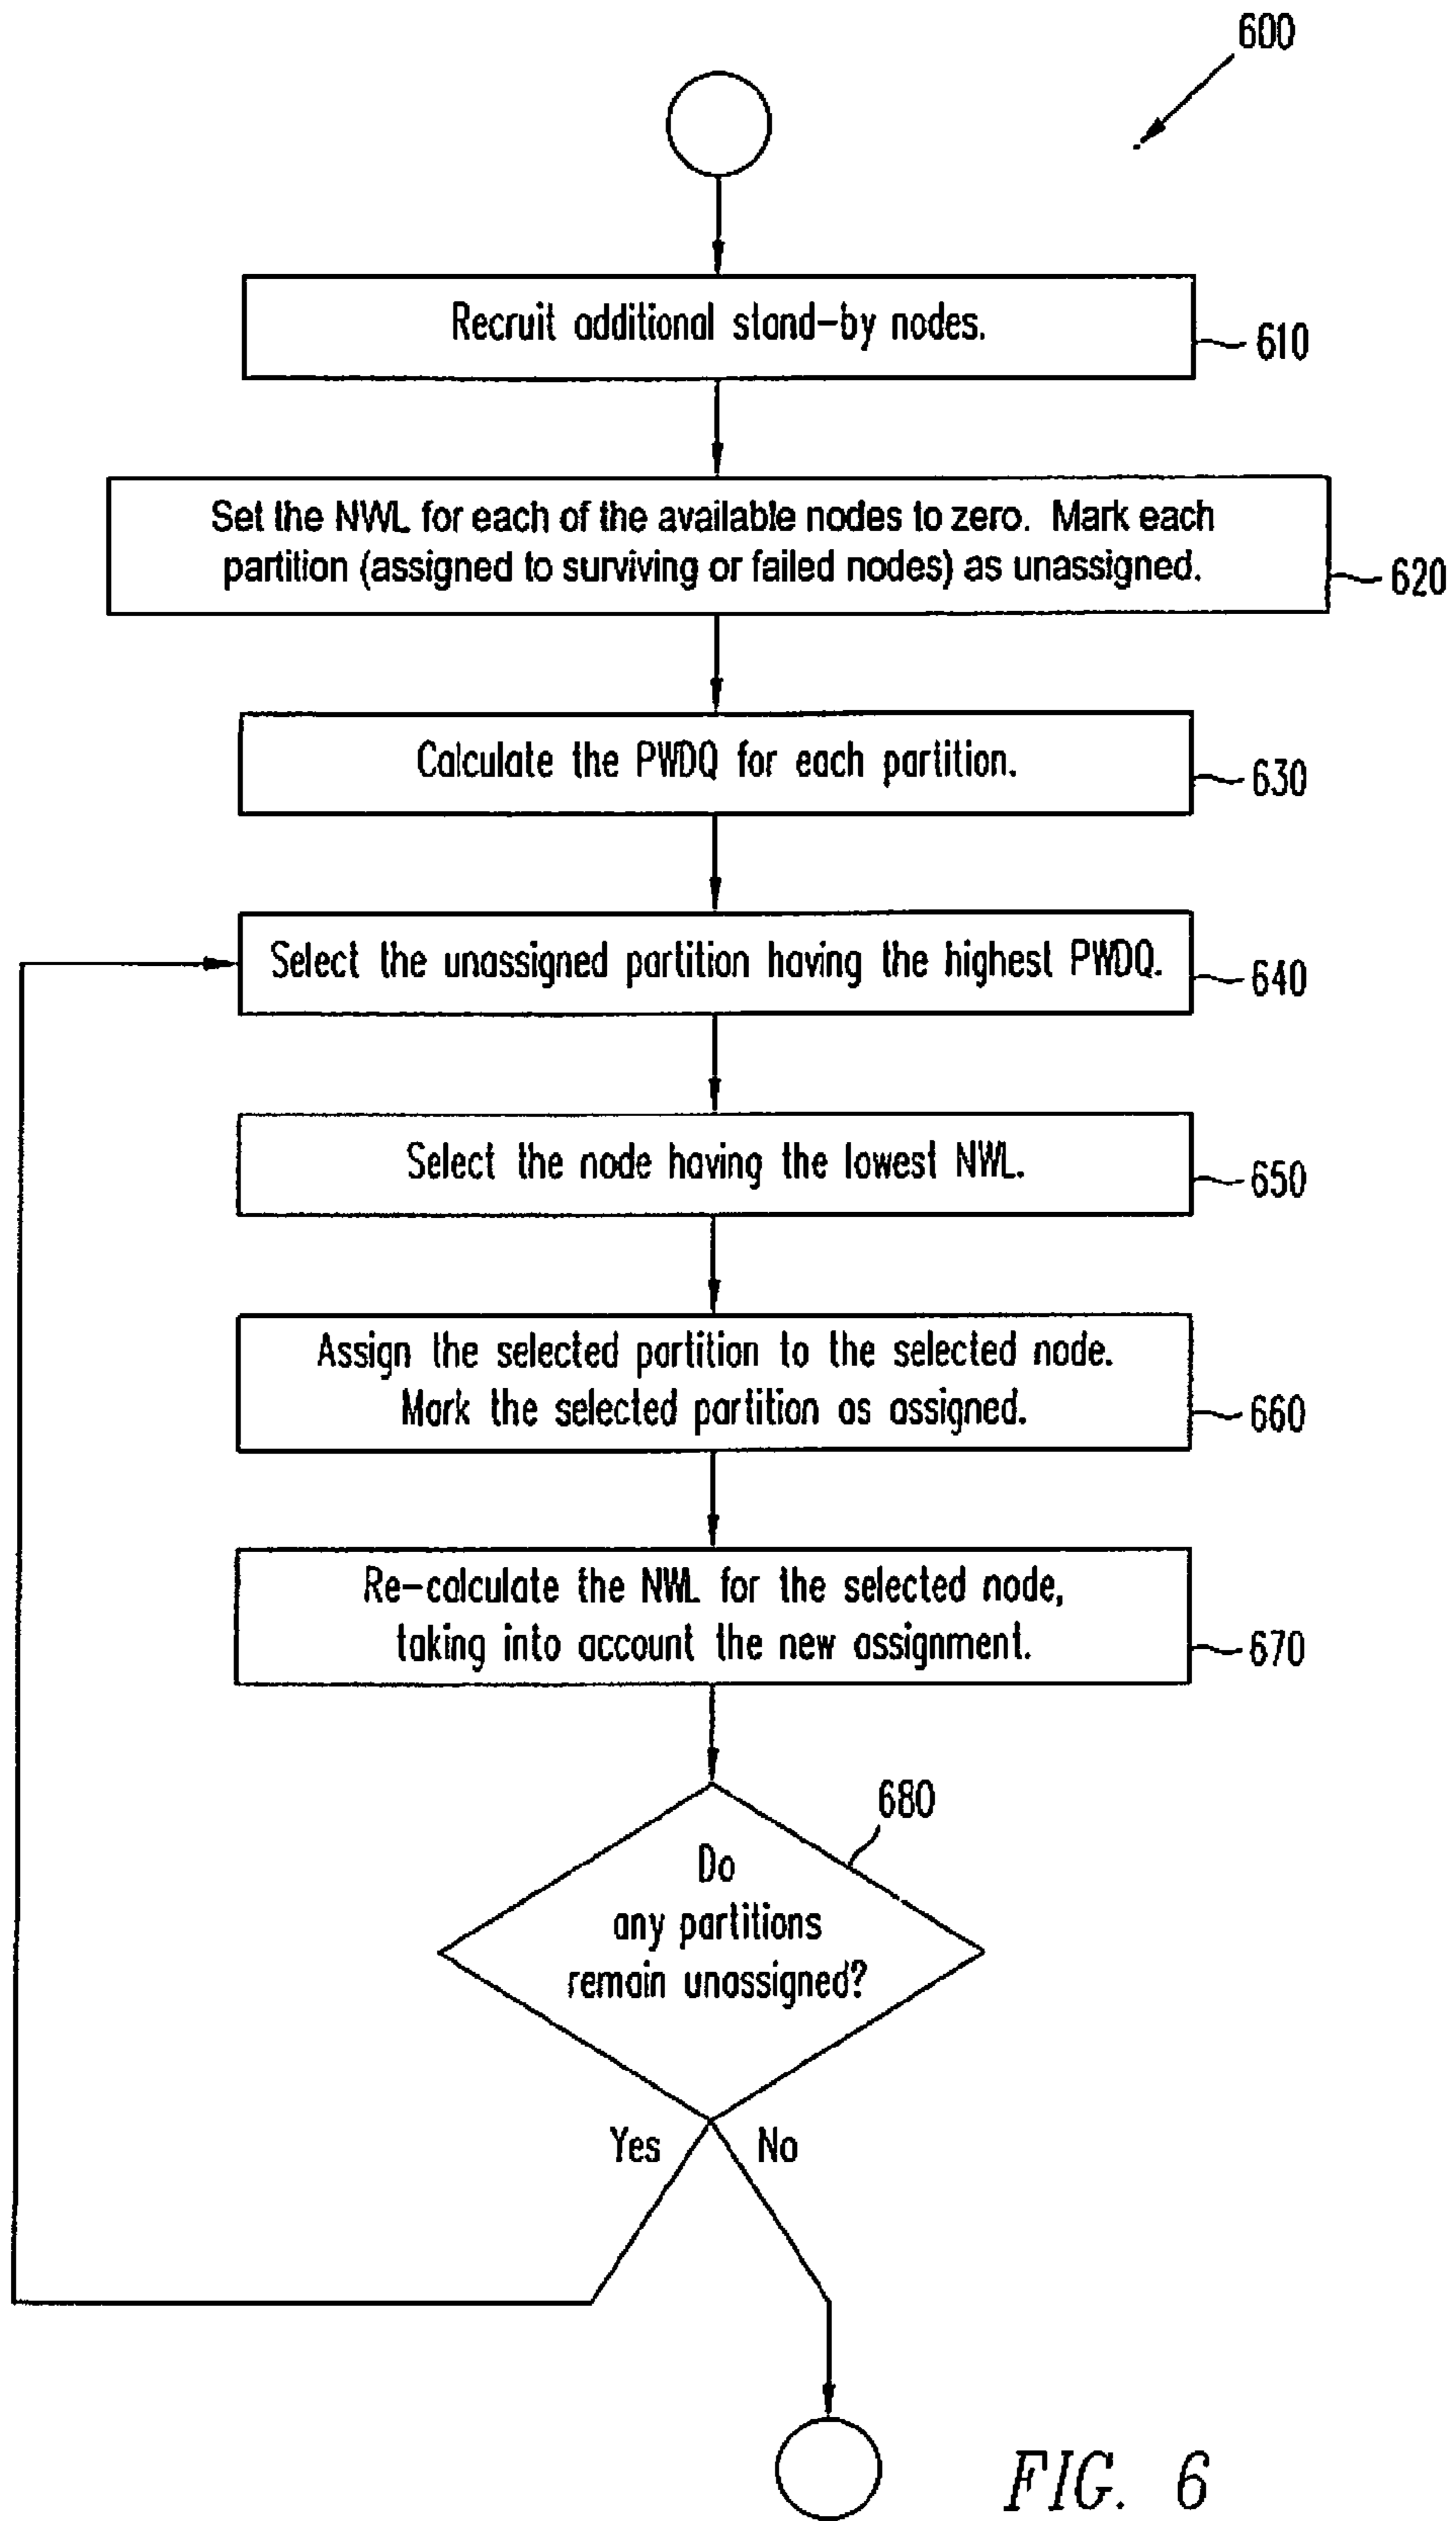 600
Recruit additional stand-by nodes.
610
Set the NWL for each of the available nodes to zero. Mark each
partition (assigned to surviving or failed nodes) as unassigned.
620
Calculate the PWDQ for each partition.
630
Select the unassigned partition having the highest PWDQ.
640
Select the node having the lowest NWL.
650
Assign the selected partition to the selected node.
Mark the selected partition as assigned.
660
Re-calculate the NWL for the selected node,
taking into account the new assignment.
670
680
Do
any partitions
remain unassigned?
Yes
No
FIG. 6